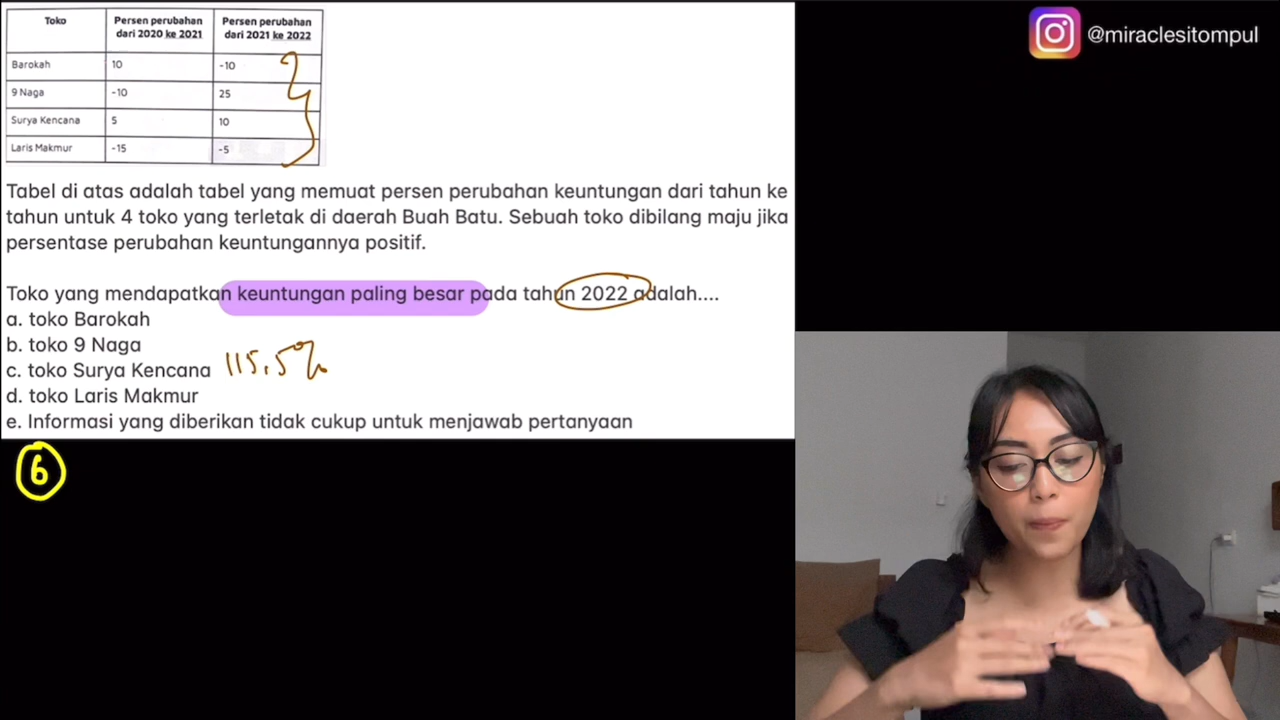 @miraclesitompul
Toko Persen perubahan dari 2020 ke 2021 Persen perubahan dari 2021 ke 2022
Barokah 10 -10
9 Naga -10 25
Surya Kencana 5 10
Laris Makmur -15 -5
Tabel di atas adalah tabel yang memuat persen perubahan keuntungan dari tahun ke
tahun untuk 4 toko yang terletak di daerah Buah Batu. Sebuah toko dibilang maju jika
persentase perubahan keuntungannya positif.
Toko yang mendapatkan keuntungan paling besar pada tahun 2022 adalah....
a. toko Barokah
b. toko 9 Naga
c. toko Surya Kencana 115,5%
d. toko Laris Makmur
e. Informasi yang diberikan tidak cukup untuk menjawab pertanyaan
6